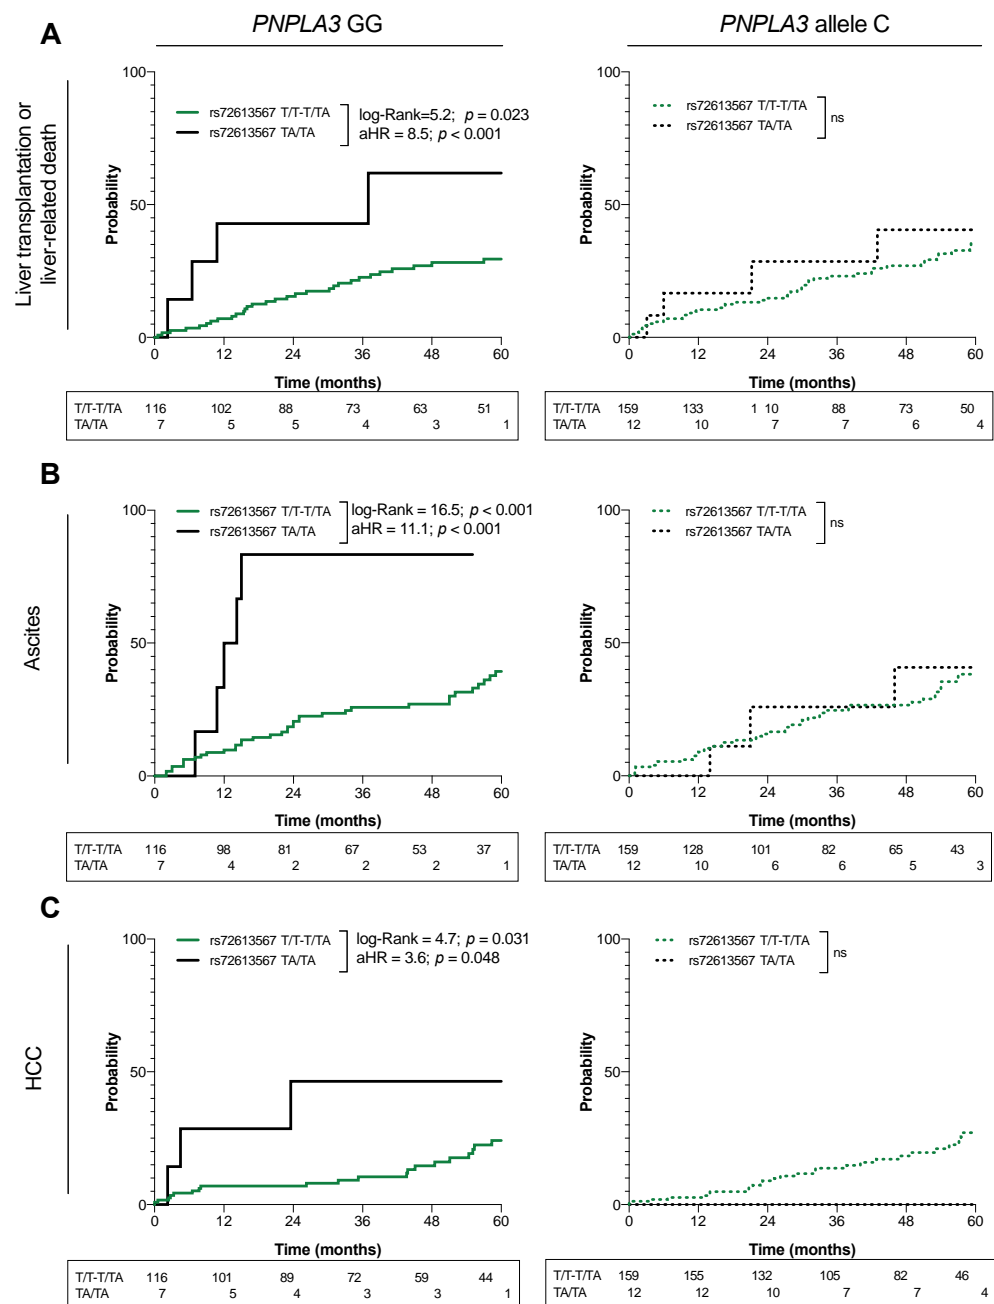 PNPLA3 GG
PNPLA3 allele C
A
Liver transplantation or
liver-related death
Probability
100
50
0
rs72613567 T/T-T/TA
rs72613567 TA/TA
log-Rank=5.2; p = 0.023
aHR = 8.5; p < 0.001
0 12 24 36 48 60
Time (months)
T/T-T/TA 116 102 88 73 63 51
TA/TA 7 5 5 4 3 1
Probability
100
50
0
rs72613567 T/T-T/TA
rs72613567 TA/TA
ns
0 12 24 36 48 60
Time (months)
T/T-T/TA 159 133 1 10 88 73 50
TA/TA 12 10 7 7 6 4
B
Ascites
Probability
100
50
0
rs72613567 T/T-T/TA
rs72613567 TA/TA
log-Rank = 16.5; p < 0.001
aHR = 11.1; p < 0.001
0 12 24 36 48 60
Time (months)
T/T-T/TA 116 98 81 67 53 37
TA/TA 7 4 2 2 2 1
Probability
100
50
0
rs72613567 T/T-T/TA
rs72613567 TA/TA
ns
0 12 24 36 48 60
Time (months)
T/T-T/TA 159 128 101 82 65 43
TA/TA 12 10 6 6 5 3
C
HCC
Probability
100
50
0
rs72613567 T/T-T/TA
rs72613567 TA/TA
log-Rank = 4.7; p = 0.031
aHR = 3.6; p = 0.048
0 12 24 36 48 60
Time (months)
T/T-T/TA 116 101 89 72 59 44
TA/TA 7 5 4 3 3 1
Probability
100
50
0
rs72613567 T/T-T/TA
rs72613567 TA/TA
ns
0 12 24 36 48 60
Time (months)
T/T-T/TA 159 155 132 105 82 46
TA/TA 12 12 10 7 7 4